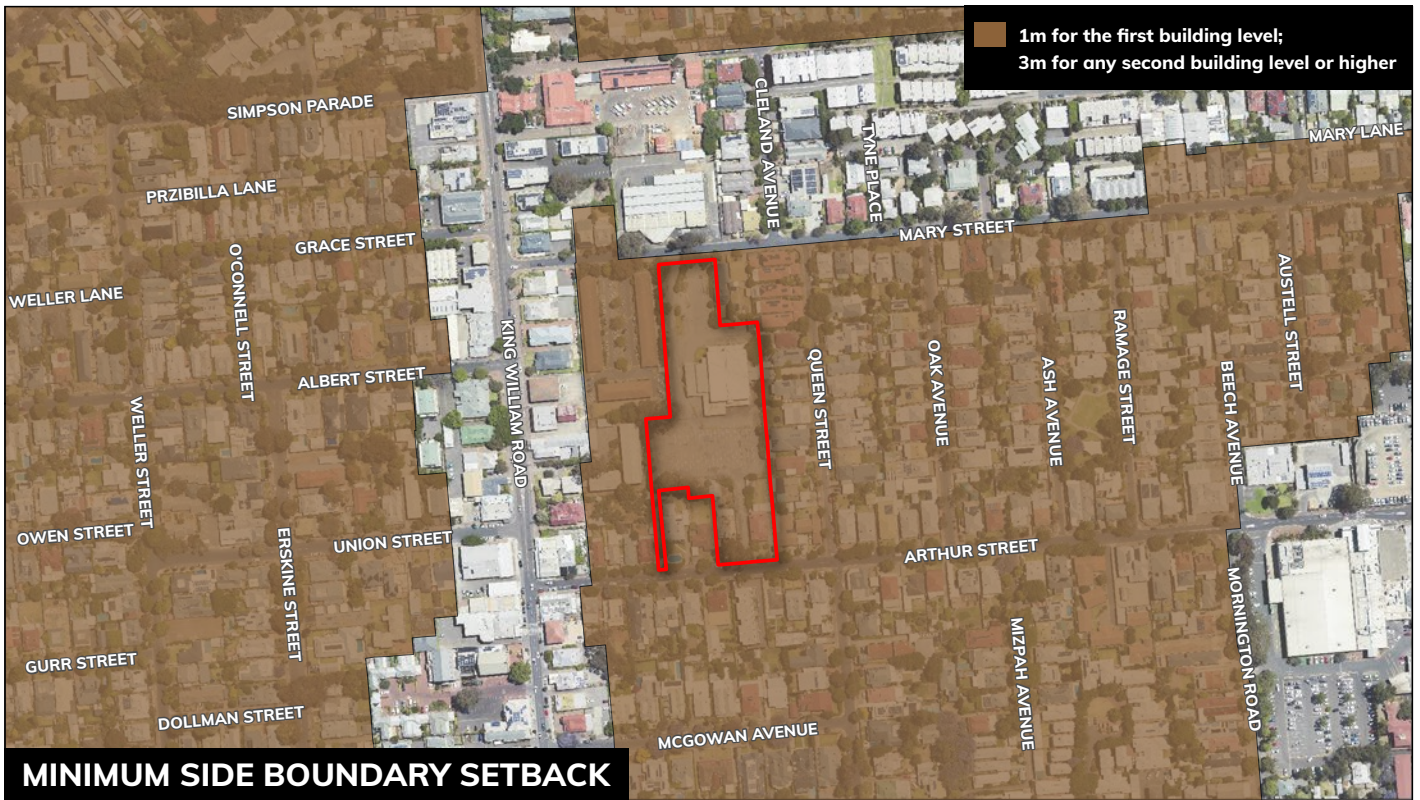 1m for the first building level;
3m for any second building level or higher
SIMPSON PARADE
CLELAND AVENUE
TYNE PLACE
MARY LANE
PRZIBILLA LANE
GRACE STREET
MARY STREET
O'CONNELL STREET
WELLER LANE
AUSTELL STREET
KING WILLIAM ROAD
RAMAGE STREET
OAK AVENUE
QUEEN STREET
ASH AVENUE
BEECH AVENUE
ALBERT STREET
WELLER STREET
OWEN STREET
ERSKINE STREET
UNION STREET
ARTHUR STREET
MORNINGTON ROAD
MIZPAH AVENUE
GURR STREET
DOLLMAN STREET
MCGOWAN AVENUE
MINIMUM SIDE BOUNDARY SETBACK